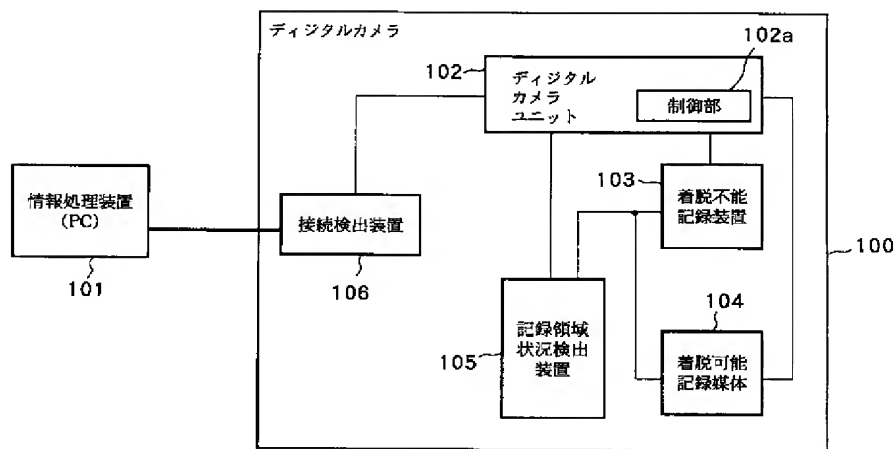 ディジタルカメラ
102a
102
ディジタル
カメラ
ユニット
制御部
103
着脱不能
記録装置
情報処理装置
(PC)
接続検出装置
100
101
106
104
記録領域
状況検出
装置
105
着脱可能
記録媒体